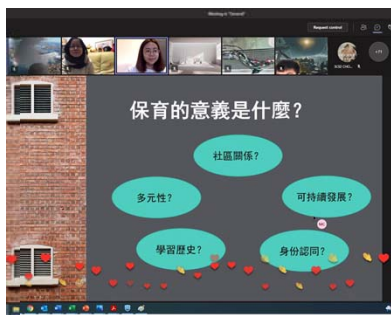 Meeting in "General"
Request control
保育的意義是什麼?
社區關係?
多元性?
可持續發展?
學習歷史?
身份認同?